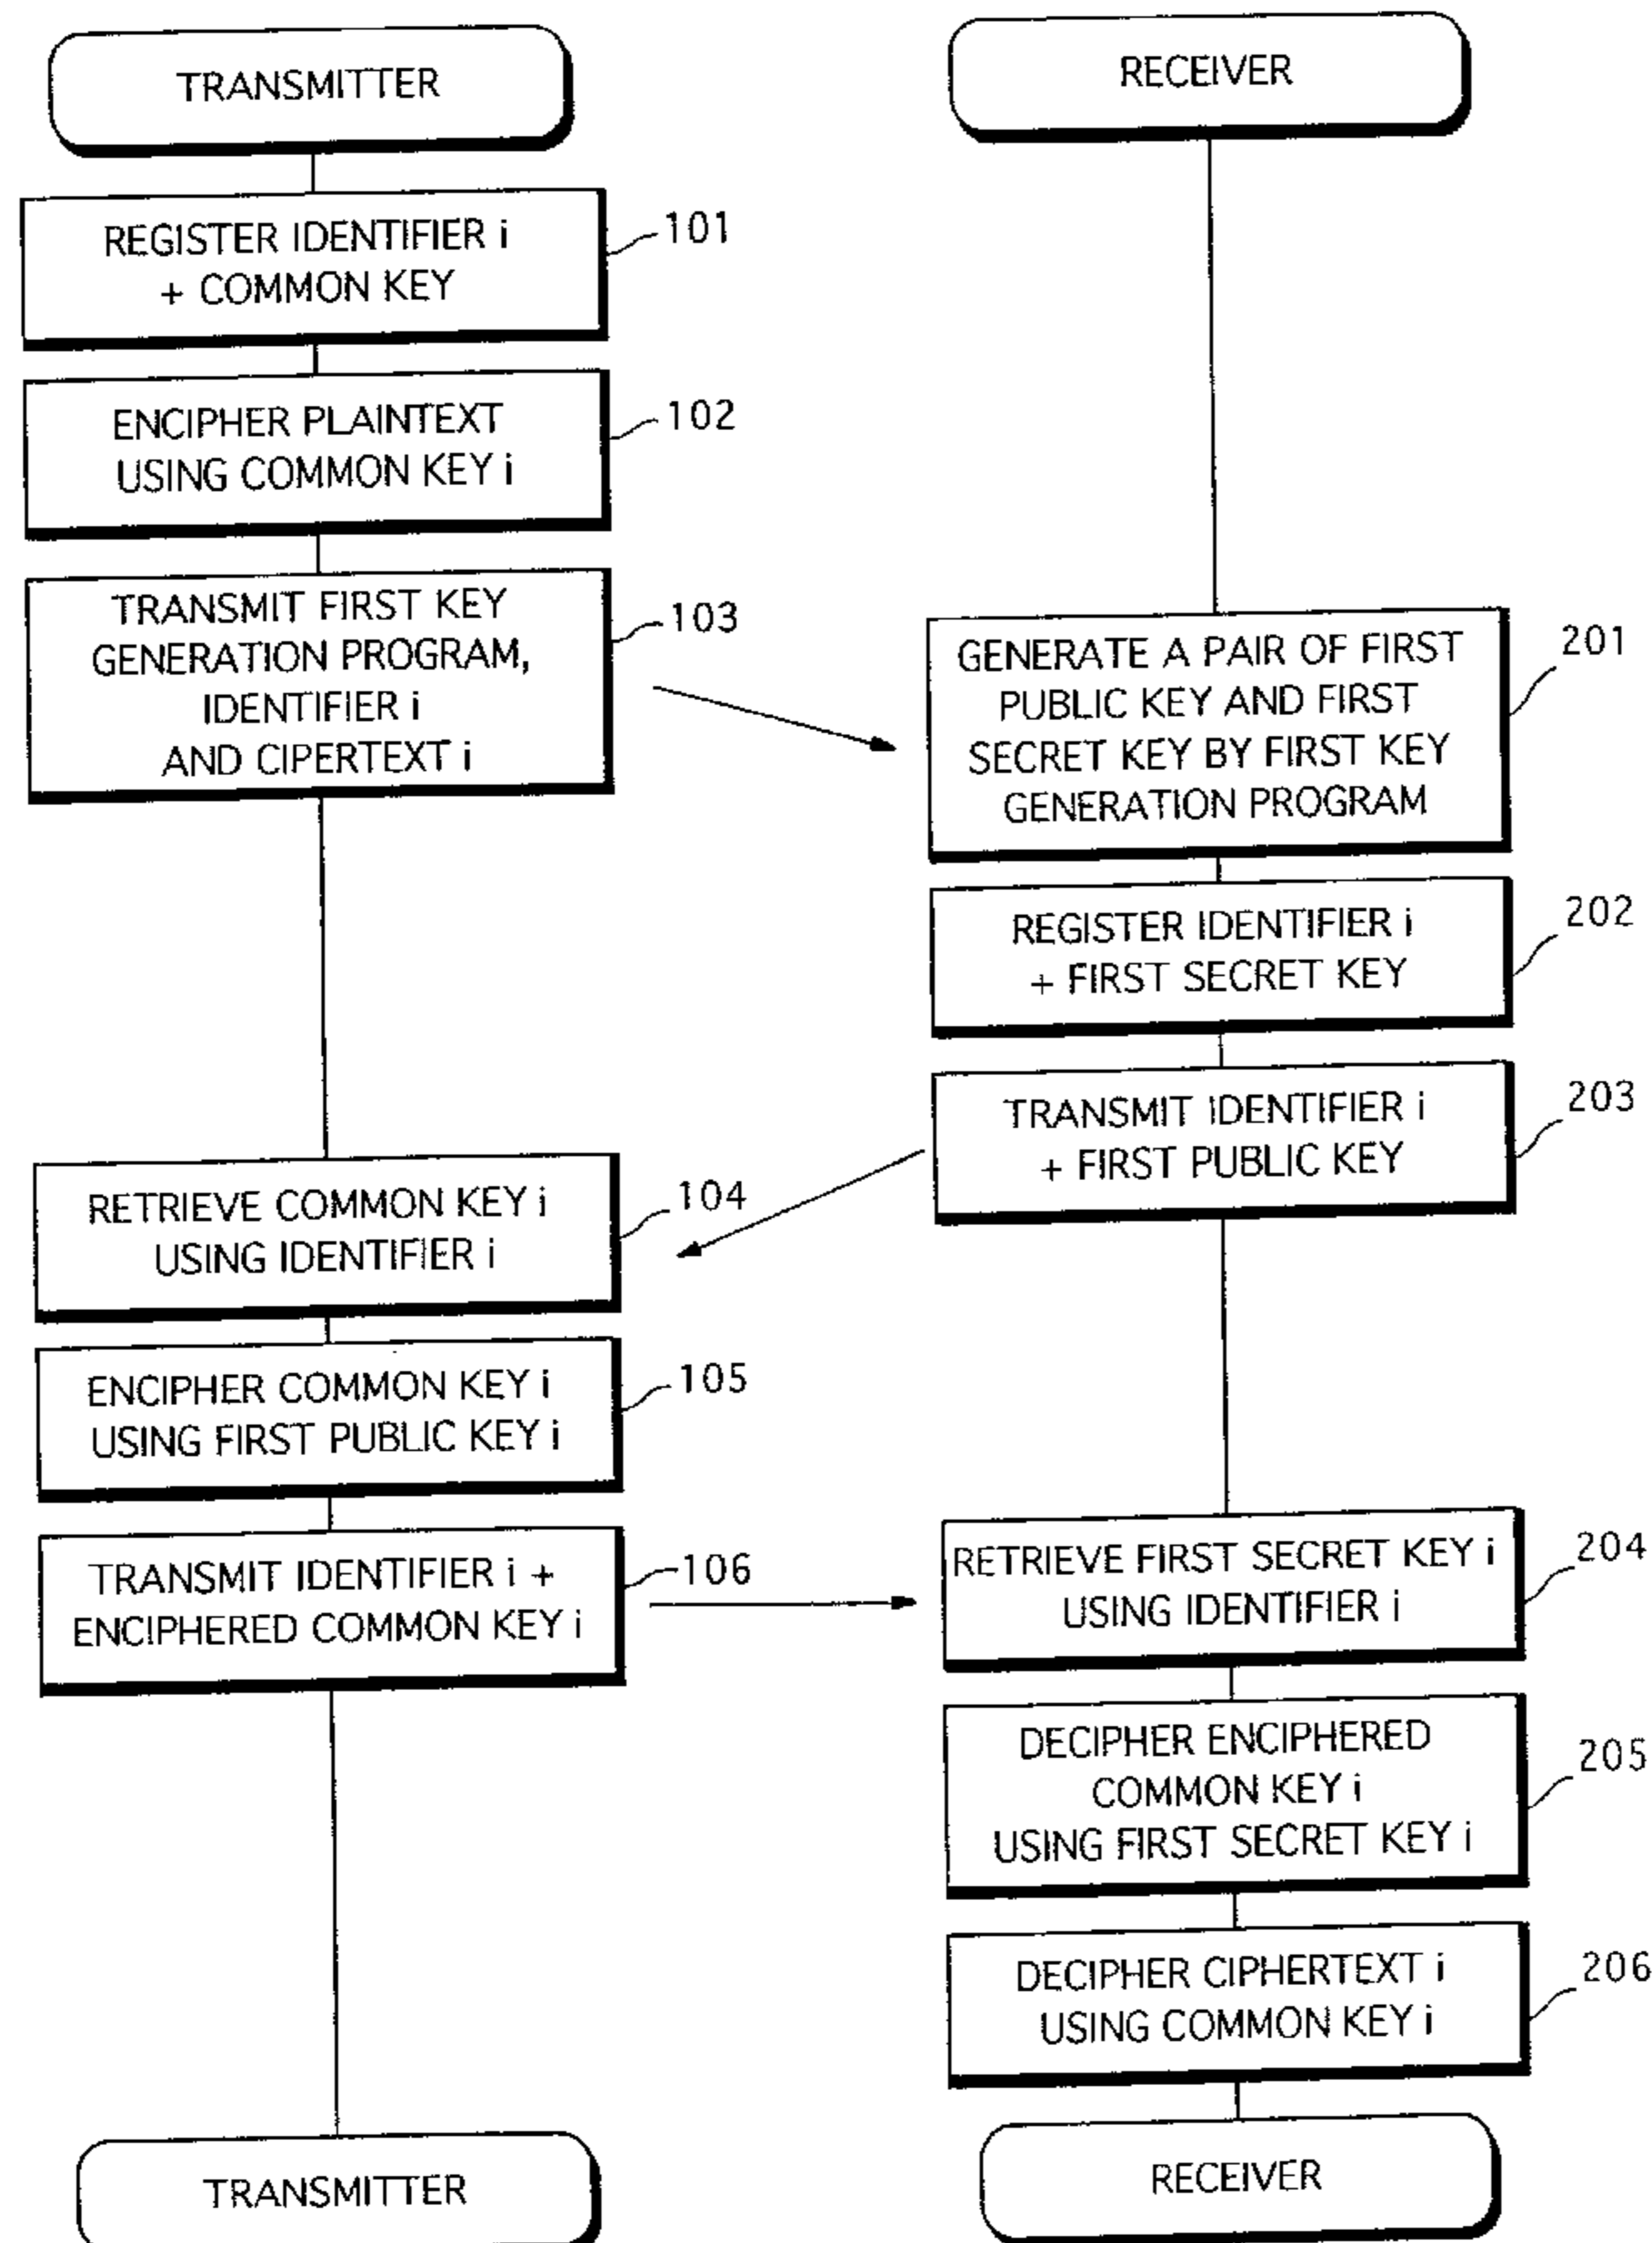 TRANSMITTER
REGISTER IDENTIFIER i
+ COMMON KEY
101
ENCIPHER PLAINTEXT
USING COMMON KEY i
102
TRANSMIT FIRST KEY
GENERATION PROGRAM,
IDENTIFIER i
AND CIPERTEXT i
103
RETRIEVE COMMON KEY i
USING IDENTIFIER i
104
ENCIPHER COMMON KEY i
USING FIRST PUBLIC KEY i
105
TRANSMIT IDENTIFIER i +
ENCIPHERED COMMON KEY i
106
TRANSMITTER
RECEIVER
GENERATE A PAIR OF FIRST
PUBLIC KEY AND FIRST
SECRET KEY BY FIRST KEY
GENERATION PROGRAM
201
REGISTER IDENTIFIER i
+ FIRST SECRET KEY
202
TRANSMIT IDENTIFIER i
+ FIRST PUBLIC KEY
203
RETRIEVE FIRST SECRET KEY i
USING IDENTIFIER i
204
DECIPHER ENCIPHERED
COMMON KEY i
USING FIRST SECRET KEY i
205
DECIPHER CIPHERTEXT i
USING COMMON KEY i
206
RECEIVER